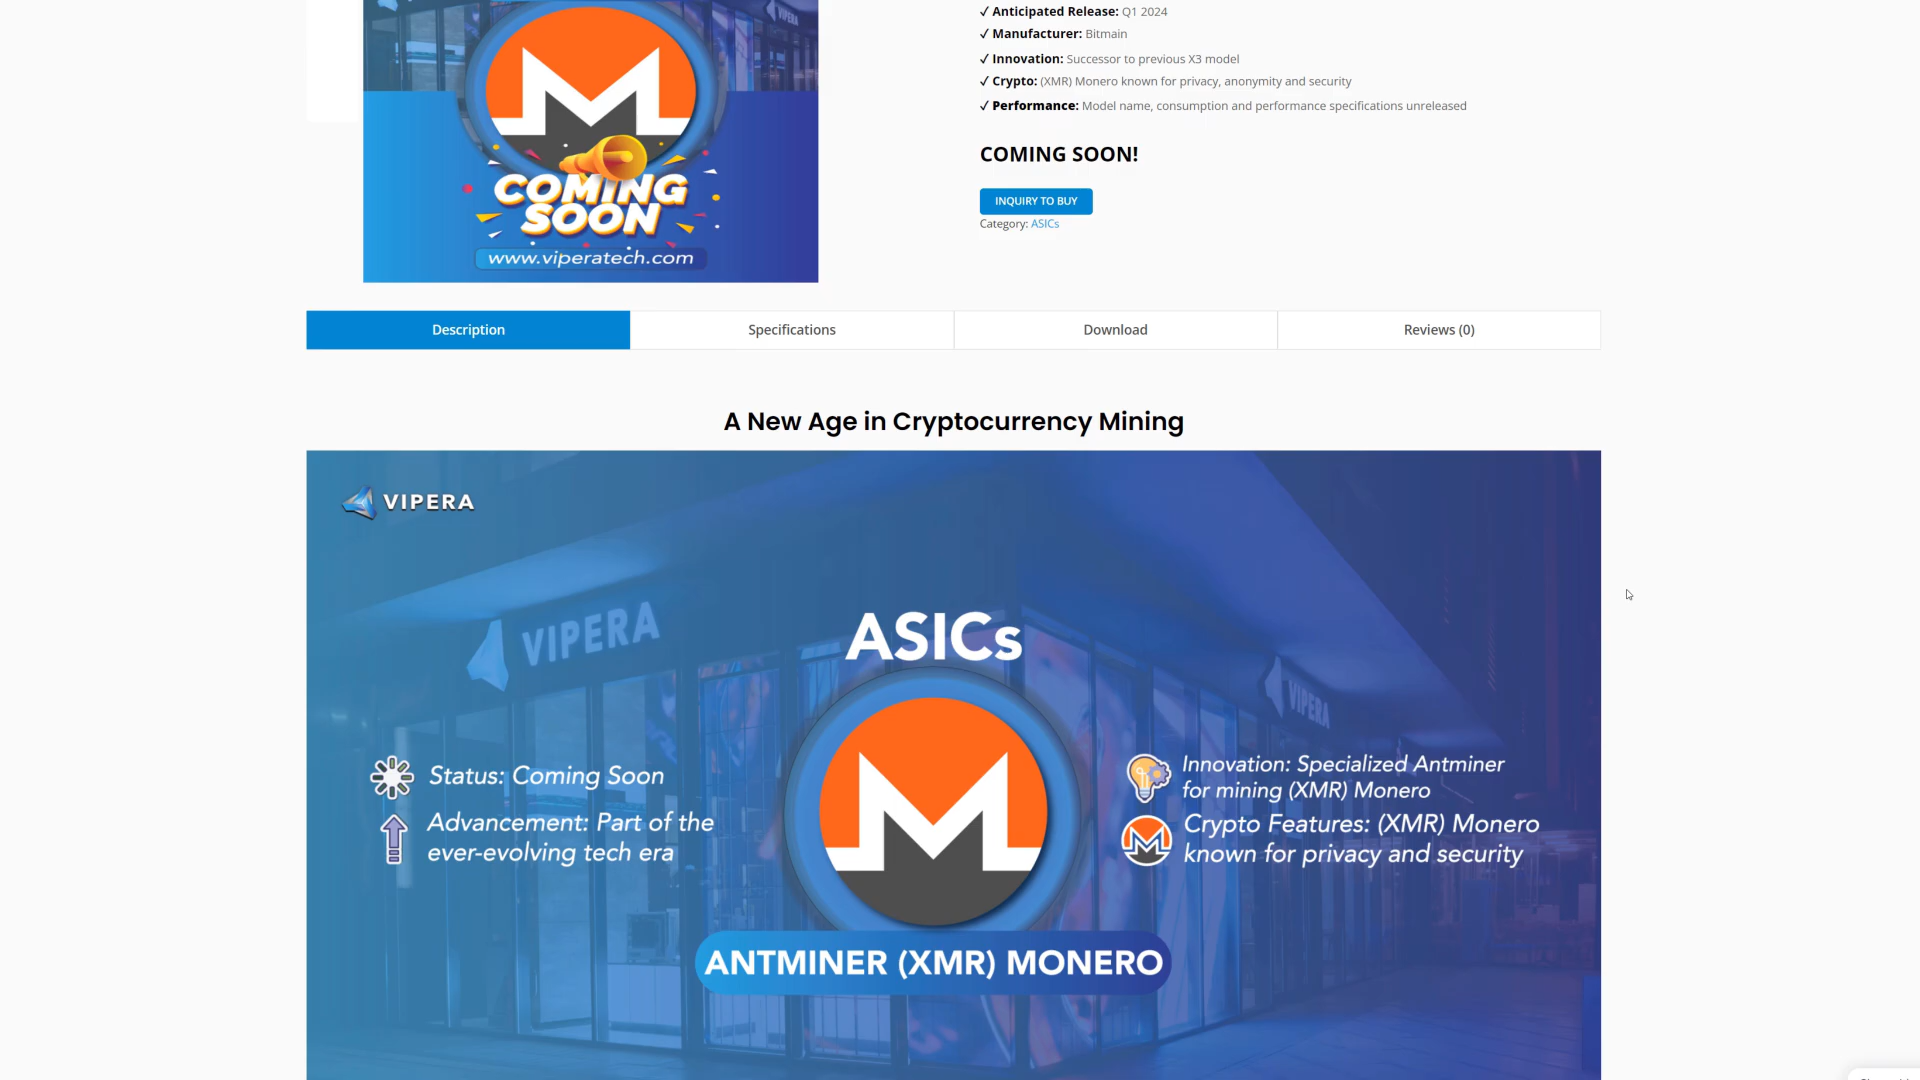 ✓ Anticipated Release: Q1 2024
✓ Manufacturer: Bitmain
✓ Innovation: Successor to previous X3 model
✓ Crypto: (XMR) Monero known for privacy, anonymity and security
✓ Performance: Model name, consumption and performance specifications unreleased
COMING SOON!
INQUIRY TO BUY
Category: ASICs
VIPERA
COMING
SOON
www.viperatech.com
Description
Specifications
Download
Reviews (0)
A New Age in Cryptocurrency Mining
VIPERA
VIPERA
VIPERA
ASICs
Status: Coming Soon
Advancement: Part of the
ever-evolving tech era
Innovation: Specialized Antminer
for mining (XMR) Monero
Crypto Features: (XMR) Monero
known for privacy and security
ANTMINER (XMR) MONERO